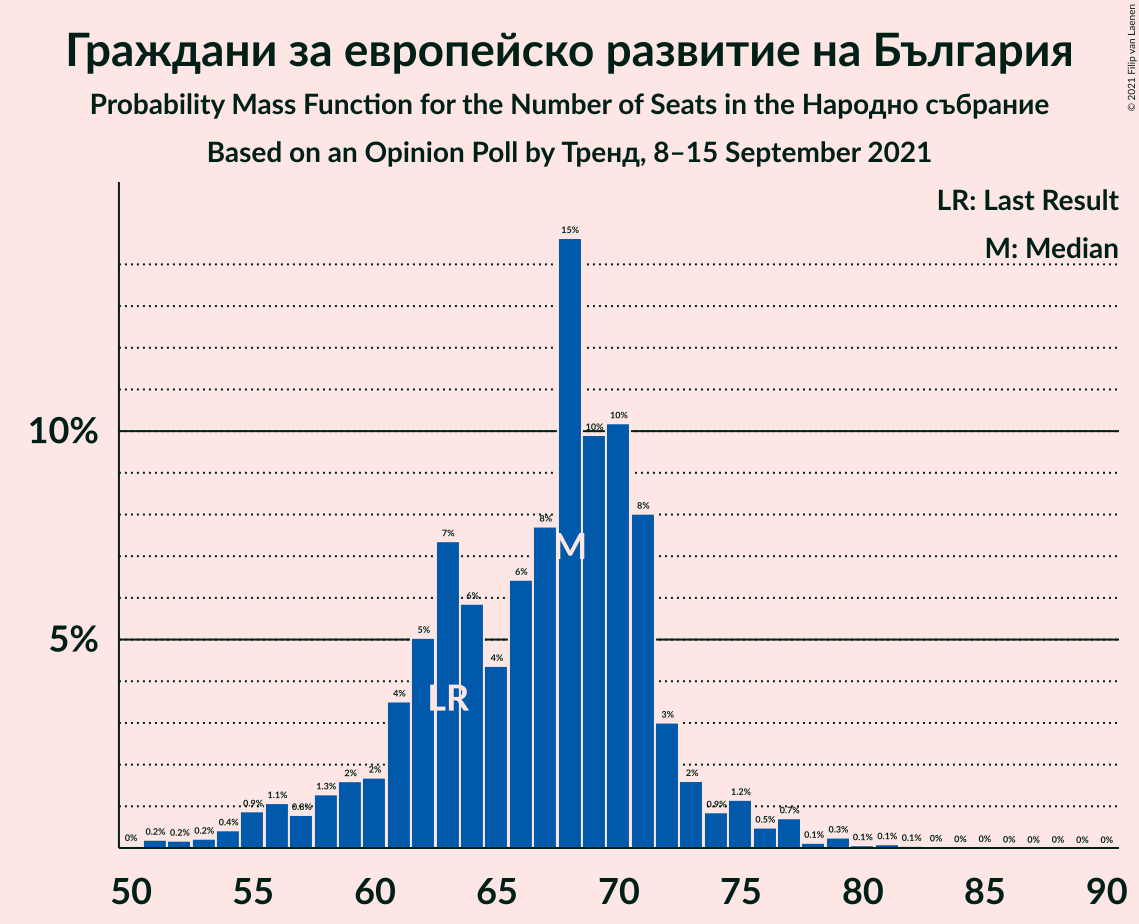 Граждани за европейско развитие на България
Probability Mass Function for the Number of Seats in the Народно събрание
Based on an Opinion Poll by Тренд, 8–15 September 2021
© 2021 Filip van Laenen
LR: Last Result
M: Median
10%
5%
0% 0.2% 0.2% 0.2% 0.4% 0.9% 1.1% 0.8% 1.3% 2% 2% 4% 5% 7% 6% 4% 6% 8% 15% 10% 10% 8% 3% 2% 0.9% 1.2% 0.5% 0.7% 0.1% 0.3% 0.1% 0.1% 0.1% 0% 0% 0% 0% 0% 0% 0% 0%
M
LR
50 55 60 65 70 75 80 85 90